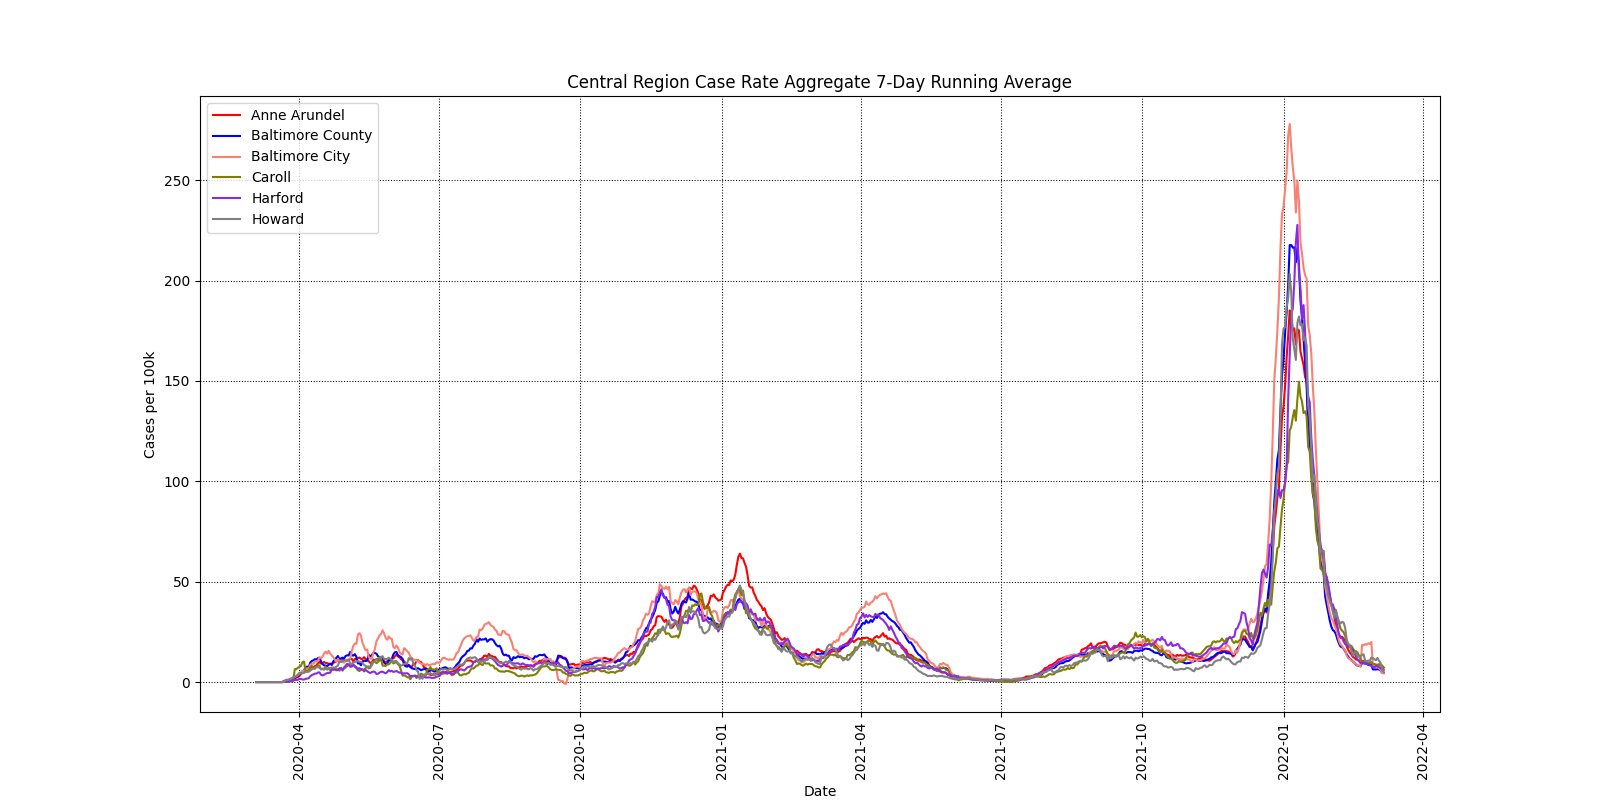 Central Region Case Rate Aggregate 7-Day Running Average
Anne Arundel
Baltimore County
Baltimore City
Caroll
Harford
Howard
Cases per 100k
250
200
150
100
50
0
2020-04
2020-07
2020-10
2021-01
2021-04
2021-07
2021-10
2022-01
2022-04
Date